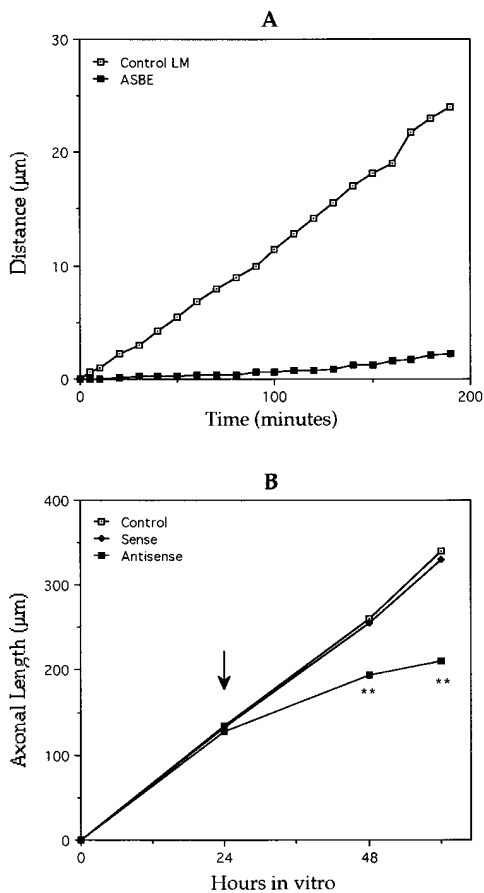 A
30
Control LM
ASBE
20
Distance (µm)
10
0
0
100
200
Time (minutes)
B
400
Control
Sense
Antisense
300
Axonal Length (µm)
200
**
**
100
0
0
24
48
Hours in vitro